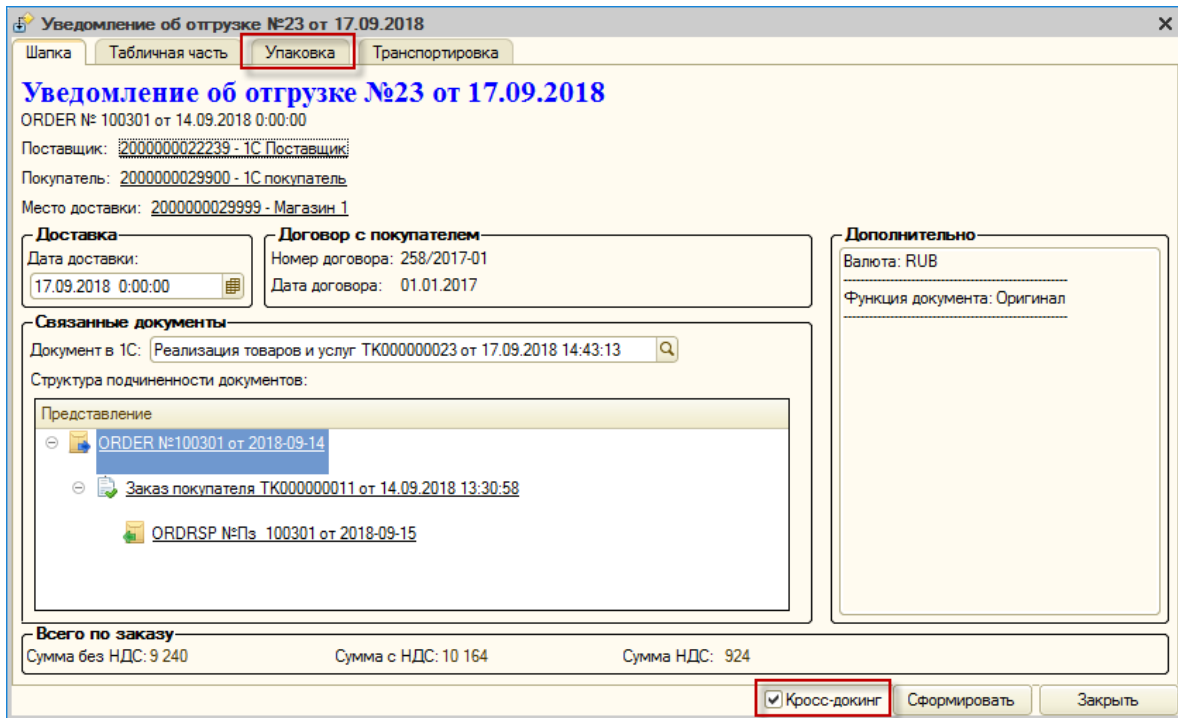 Уведомление об отгрузке №23 от 17.09.2018
Шапка Табличная часть Упаковка Транспортировка
Уведомление об отгрузке №23 от 17.09.2018
ORDER № 100301 от 14.09.2018 0:00:00
Поставщик: 2000000022239 - 1С Поставщик
Покупатель: 2000000029900 - 1С покупатель
Место доставки: 2000000029999 - Магазин 1
Доставка
Дата доставки:
17.09.2018 0:00:00
Договор с покупателем
Номер договора: 258/2017-01
Дата договора: 01.01.2017
Дополнительно
Валюта: RUB
Функция документа: Оригинал
Связанные документы
Документ в 1С: Реализация товаров и услуг ТК000000023 от 17.09.2018 14:43:13
Структура подчиненности документов:
Представление
ORDER №100301 от 2018-09-14
Заказ покупателя ТК000000011 от 14.09.2018 13:30:58
ORDRSP №Пз_100301 от 2018-09-15
Всего по заказу
Сумма без НДС: 9 240 Сумма с НДС: 10 164 Сумма НДС: 924
Кросс-докинг Сформировать Закрыть